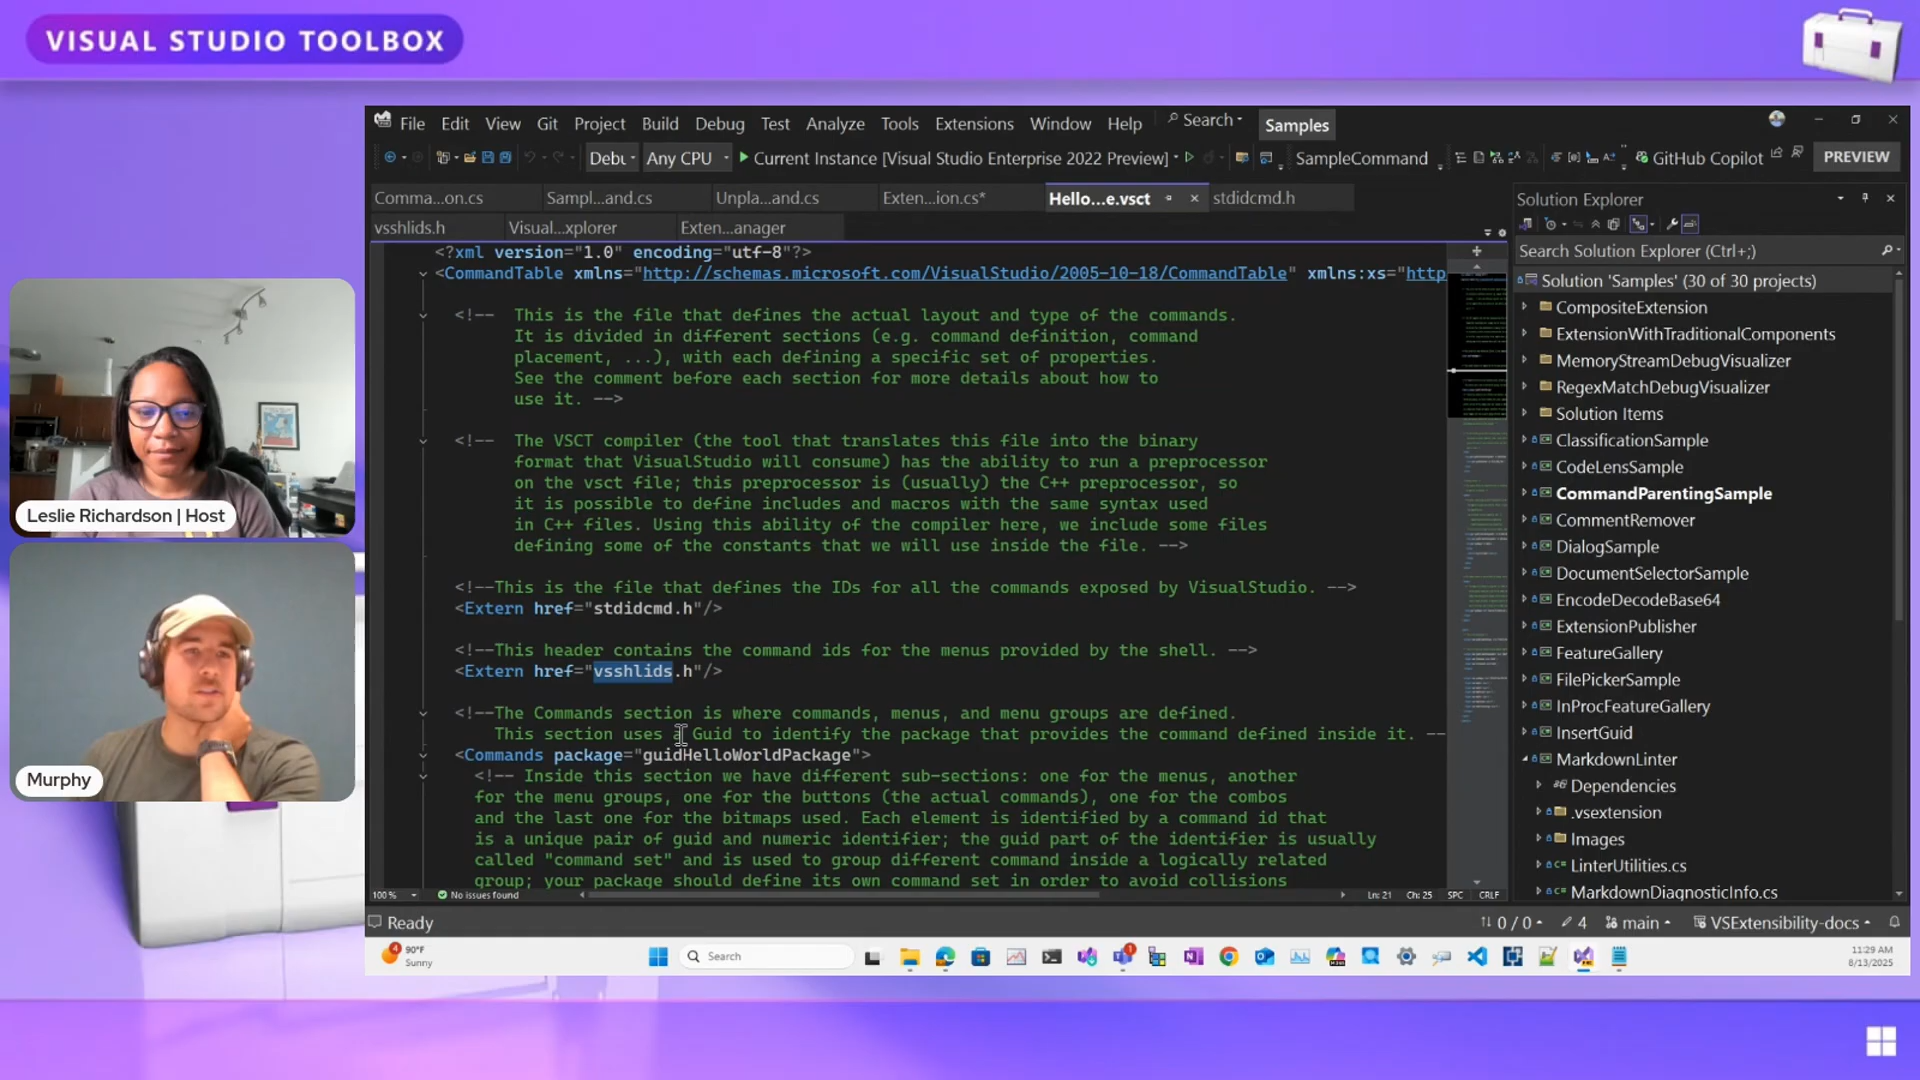 VISUAL STUDIO TOOLBOX
File Edit View Git Project Build Debug Test Analyze Tools Extensions Window Help Search Samples
Debu Any CPU Current Instance [Visual Studio Enterprise 2022 Preview] SampleCommand GitHub Copilot PREVIEW
Comma...on.cs Sampl...and.cs Unpla...and.cs Exten...ion.cs* Hello...e.vsct stdidcmd.h
vsshlids.h Visual...xplorer Exten...anager
<?xml version="1.0" encoding="utf-8"?>
<CommandTable xmlns="http://schemas.microsoft.com/VisualStudio/2005-10-18/CommandTable" xmlns:xs="http
<!-- This is the file that defines the actual layout and type of the commands.
It is divided in different sections (e.g. command definition, command
placement, ...), with each defining a specific set of properties.
See the comment before each section for more details about how to
use it. -->
<!-- The VSCT compiler (the tool that translates this file into the binary
format that VisualStudio will consume) has the ability to run a preprocessor
on the vsct file; this preprocessor is (usually) the C++ preprocessor, so
it is possible to define includes and macros with the same syntax used
in C++ files. Using this ability of the compiler here, we include some files
defining some of the constants that we will use inside the file. -->
<!--This is the file that defines the IDs for all the commands exposed by VisualStudio. -->
<Extern href="stdidcmd.h"/>
<!--This header contains the command ids for the menus provided by the shell. -->
<Extern href="vsshlids.h"/>
<!--The Commands section is where commands, menus, and menu groups are defined.
This section uses a Guid to identify the package that provides the command defined inside it. --
<Commands package="guidHelloWorldPackage">
<!-- Inside this section we have different sub-sections: one for the menus, another
for the menu groups, one for the buttons (the actual commands), one for the combos
and the last one for the bitmaps used. Each element is identified by a command id that
is a unique pair of guid and numeric identifier; the guid part of the identifier is usually
called "command set" and is used to group different command inside a logically related
group; your package should define its own command set in order to avoid collisions
100% No issues found Ln: 21 Ch: 25 SPC CRLF
Solution Explorer
Search Solution Explorer (Ctrl+;)
Solution 'Samples' (30 of 30 projects)
CompositeExtension
ExtensionWithTraditionalComponents
MemoryStreamDebugVisualizer
RegexMatchDebugVisualizer
Solution Items
ClassificationSample
CodeLensSample
CommandParentingSample
CommentRemover
DialogSample
DocumentSelectorSample
EncodeDecodeBase64
ExtensionPublisher
FeatureGallery
FilePickerSample
InProcFeatureGallery
InsertGuid
MarkdownLinter
Dependencies
.vsextension
Images
C# LinterUtilities.cs
C# MarkdownDiagnosticInfo.cs
Ready 0 / 0 4 main VSExtensibility-docs
4 90°F
Sunny
Search
1
11:29 AM
8/13/2025
Leslie Richardson | Host
Murphy